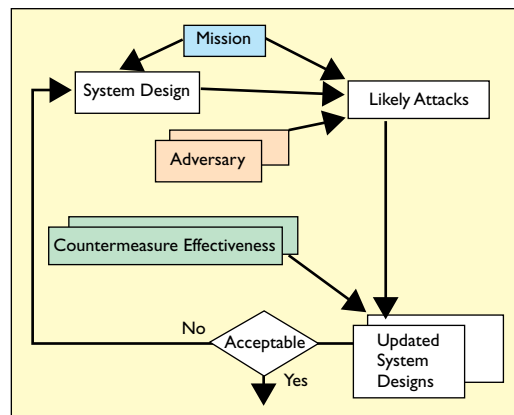 Mission
System Design
Likely Attacks
Adversary
Countermeasure Effectiveness
No
Acceptable
Yes
Updated
System
Designs